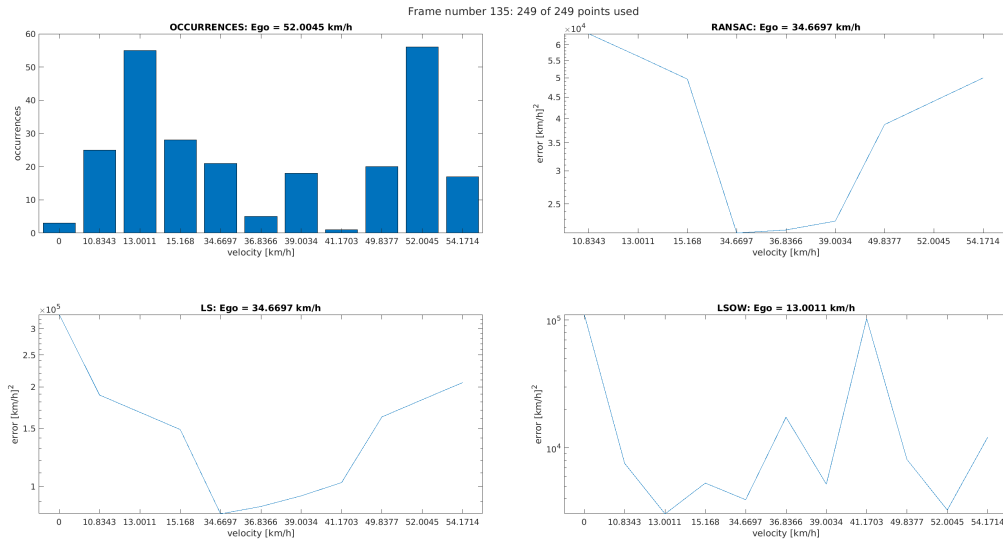 Frame number 135: 249 of 249 points used
OCCURRENCES: Ego = 52.0045 km/h
60
50
40
30
20
10
0
occurrences
0 10.8343 13.0011 15.168 34.6697 36.8366 39.0034 41.1703 49.8377 52.0045 54.1714
velocity [km/h]
RANSAC: Ego = 34.6697 km/h
×10⁴
6
5.5
5
4.5
4
3.5
3
2.5
error [km/h]²
10.8343 13.0011 15.168 34.6697 36.8366 39.0034 49.8377 52.0045 54.1714
velocity [km/h]
LS: Ego = 34.6697 km/h
×10⁵
3
2.5
2
1.5
1
error [km/h]²
0 10.8343 13.0011 15.168 34.6697 36.8366 39.0034 41.1703 49.8377 52.0045 54.1714
velocity [km/h]
LSOW: Ego = 13.0011 km/h
10⁵
10⁴
error [km/h]²
0 10.8343 13.0011 15.168 34.6697 36.8366 39.0034 41.1703 49.8377 52.0045 54.1714
velocity [km/h]